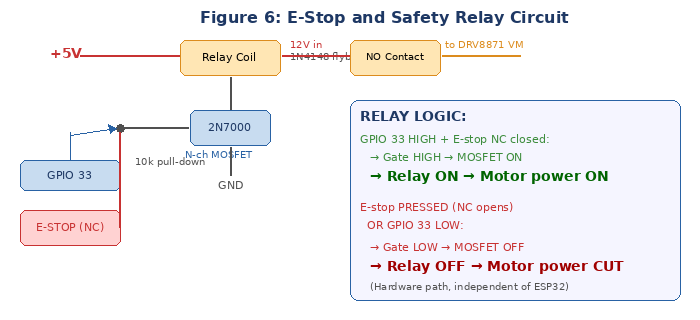 Figure 6: E-Stop and Safety Relay Circuit
+5V
Relay Coil
12V in
1N4148 flyb
NO Contact
to DRV8871 VM
2N7000
N-ch MOSFET
10k pull-down
GPIO 33
GND
E-STOP (NC)
RELAY LOGIC:
GPIO 33 HIGH + E-stop NC closed:
→ Gate HIGH → MOSFET ON
→ Relay ON → Motor power ON
E-stop PRESSED (NC opens)
OR GPIO 33 LOW:
→ Gate LOW → MOSFET OFF
→ Relay OFF → Motor power CUT
(Hardware path, independent of ESP32)